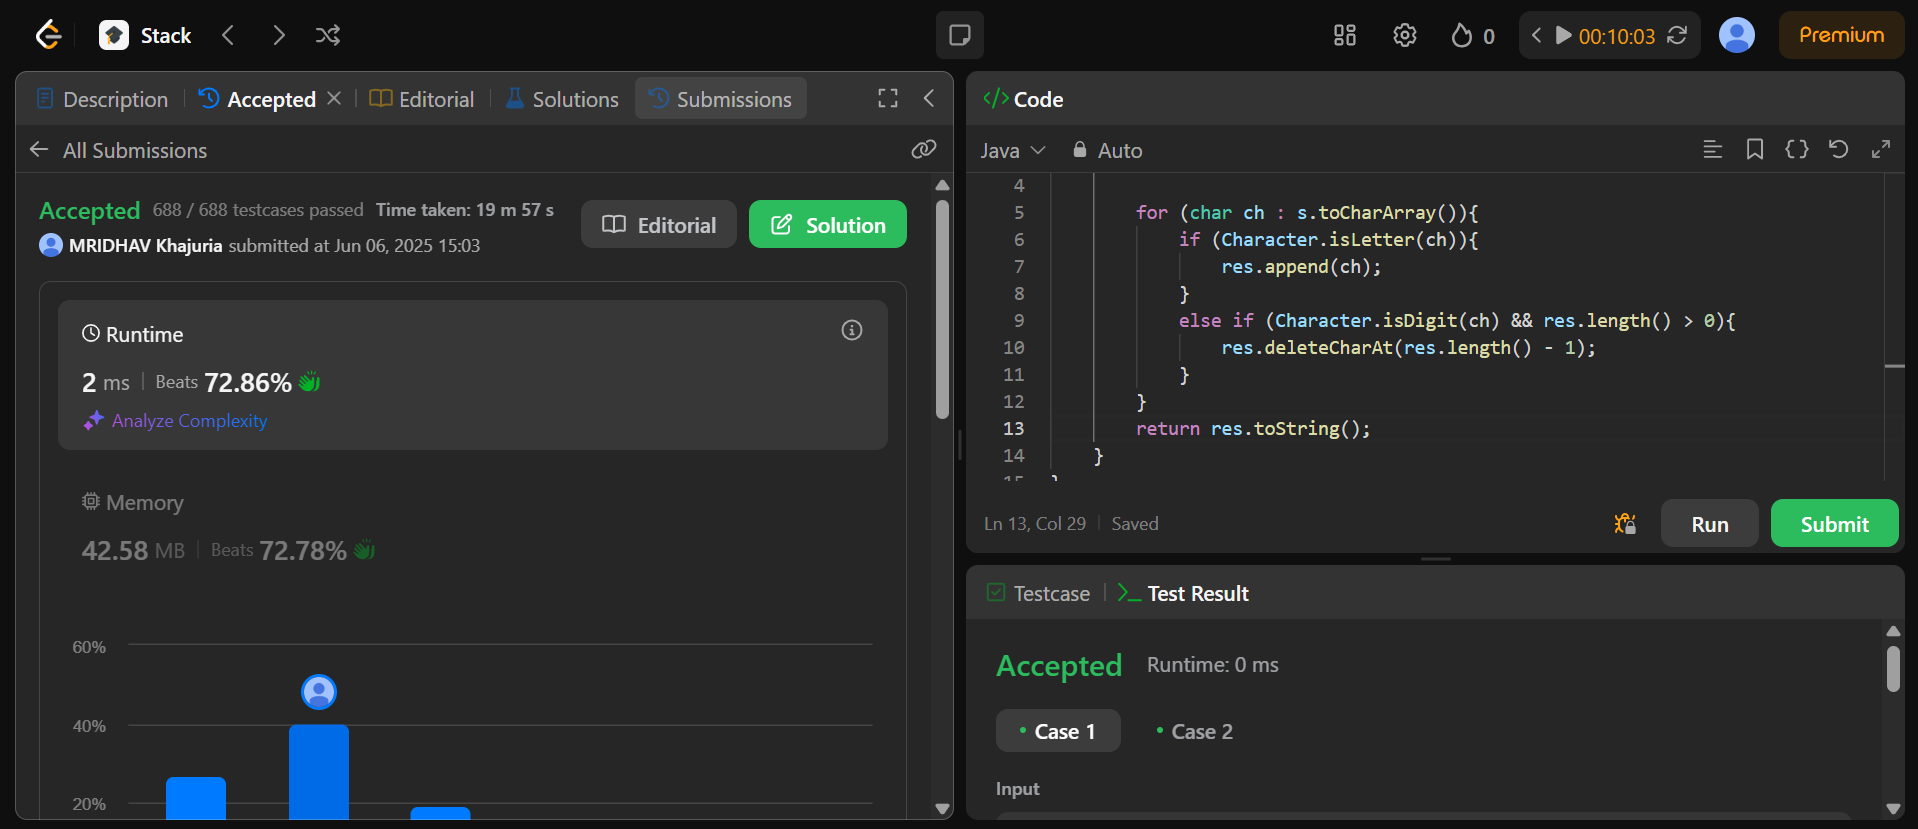 Stack
0
00:10:03
Premium
Description
Accepted
Editorial
Solutions
Submissions
All Submissions
Accepted 688 / 688 testcases passed Time taken: 19 m 57 s
MRIDHAV Khajuria submitted at Jun 06, 2025 15:03
Editorial
Solution
Runtime
2 ms Beats 72.86%
Analyze Complexity
Memory
42.58 MB Beats 72.78%
60%
40%
20%
</> Code
Java
Auto
4
5 for (char ch : s.toCharArray()){
6 if (Character.isLetter(ch)){
7 res.append(ch);
8 }
9 else if (Character.isDigit(ch) && res.length() > 0){
10 res.deleteCharAt(res.length() - 1);
11 }
12 }
13 return res.toString();
14 }
15 }
Ln 13, Col 29 Saved
Run
Submit
Testcase
Test Result
Accepted Runtime: 0 ms
Case 1
Case 2
Input